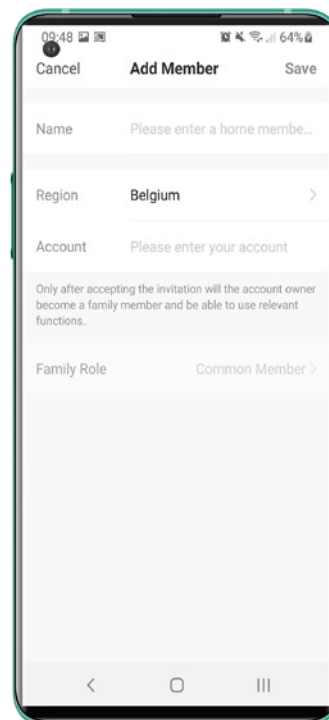 09:48 64%
Cancel Add Member Save
Name Please enter a home membe...
Region Belgium
Account Please enter your account
Only after accepting the invitation will the account owner
become a family member and be able to use relevant
functions.
Family Role Common Member